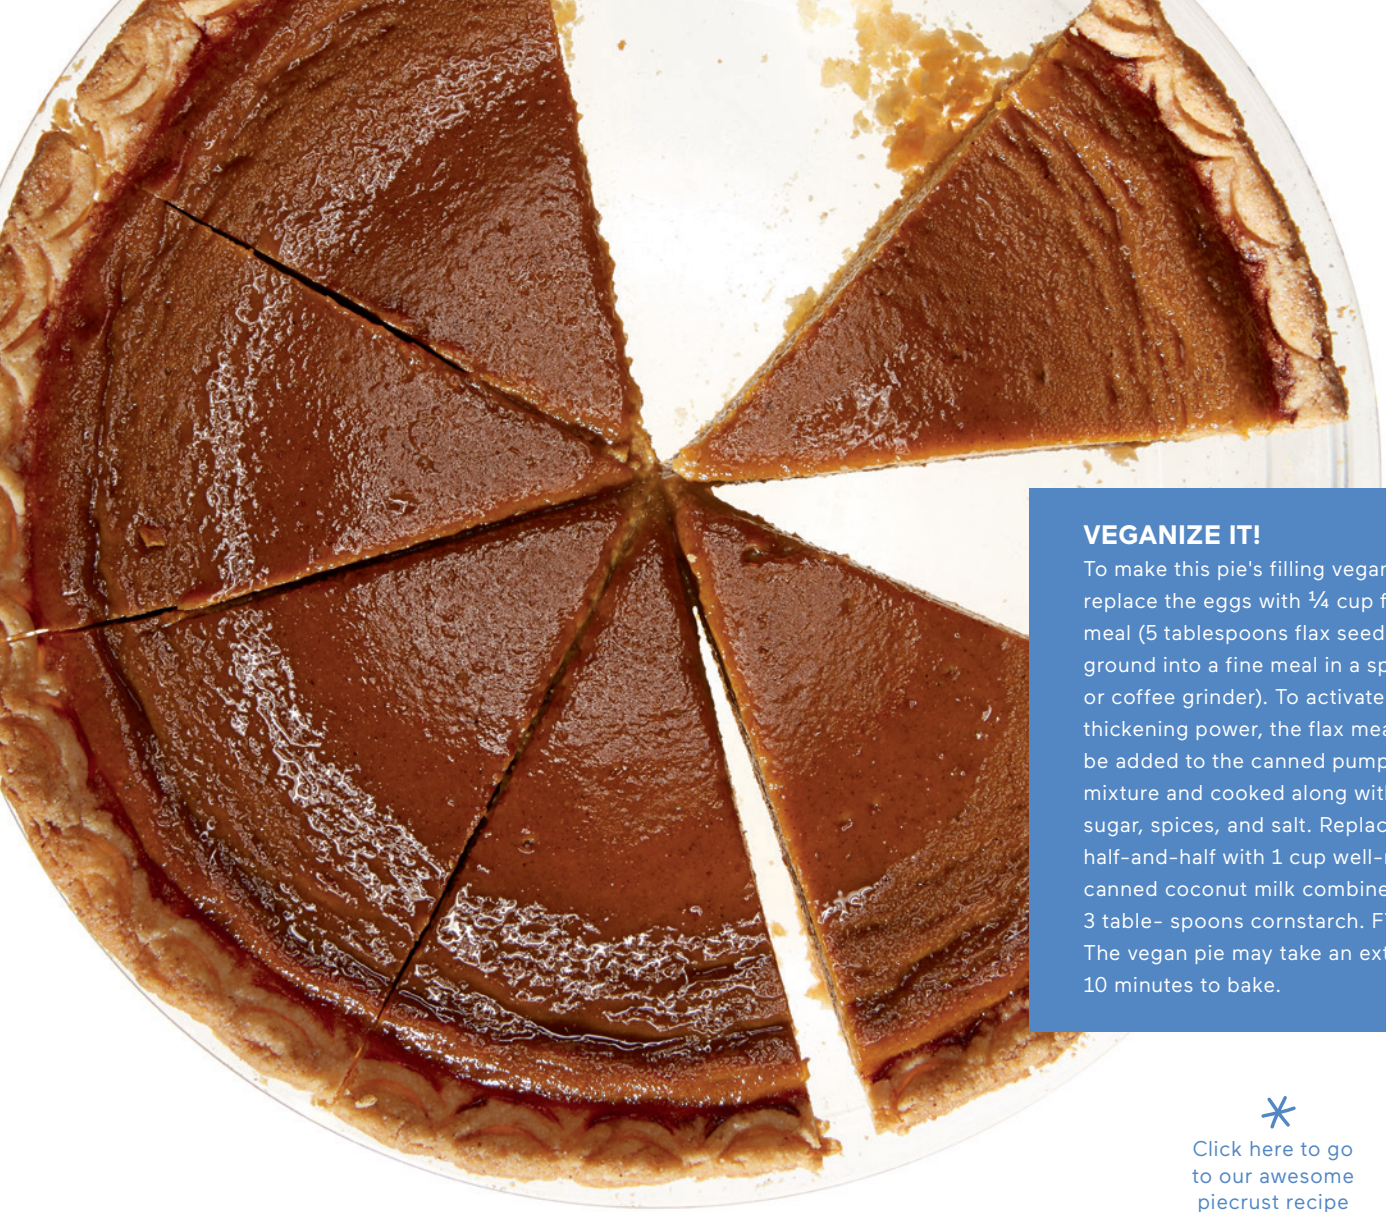 VEGANIZE IT!
To make this pie's filling
replace the eggs with ¼ cup
meal (5 tablespoons flax
ground into a fine meal in a
or coffee grinder). To activate
thickening power, the flax
be added to the canned
mixture and cooked along
sugar, spices, and salt.
half-and-half with 1 cup
canned coconut milk
3 table- spoons cornstarch.
The vegan pie may take an
10 minutes to bake.
Click here to go
to our awesome
piecrust recipe